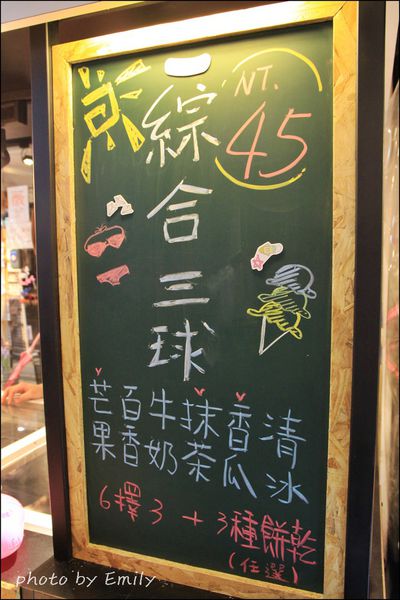 綜合三球
NT.
45
芒果
百香
牛奶
抹茶
香瓜
清冰
6擇3 + 3種餅乾
(任選)
photo by Emily